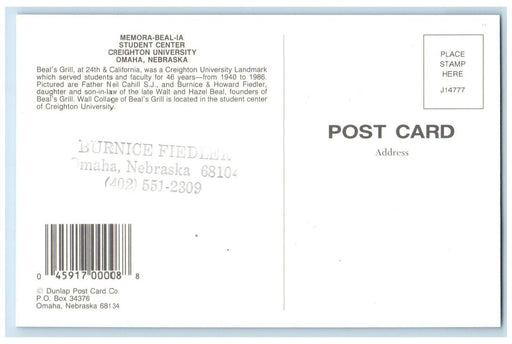 MEMORA-BEAL-IA
STUDENT CENTER
CREIGHTON UNIVERSITY
OMAHA, NEBRASKA
Beal's Grill, at 24th & California, was a Creighton University Landmark
which served students and faculty for 46 years—from 1940 to 1986.
Pictured are Father Neil Cahill S.J., and Burnice & Howard Fiedler,
daughter and son-in-law of the late Walt and Hazel Beal, founders of
Beal's Grill. Wall Collage of Beal's Grill is located in the student center
of Creighton University.
BURNICE FIEDLER
Omaha, Nebraska 68104
(402) 551-2309
0 45917 00008 8
© Dunlap Post Card Co.
P.O. Box 34376
Omaha, Nebraska 68134
PLACE
STAMP
HERE
J14777
POST CARD
Address